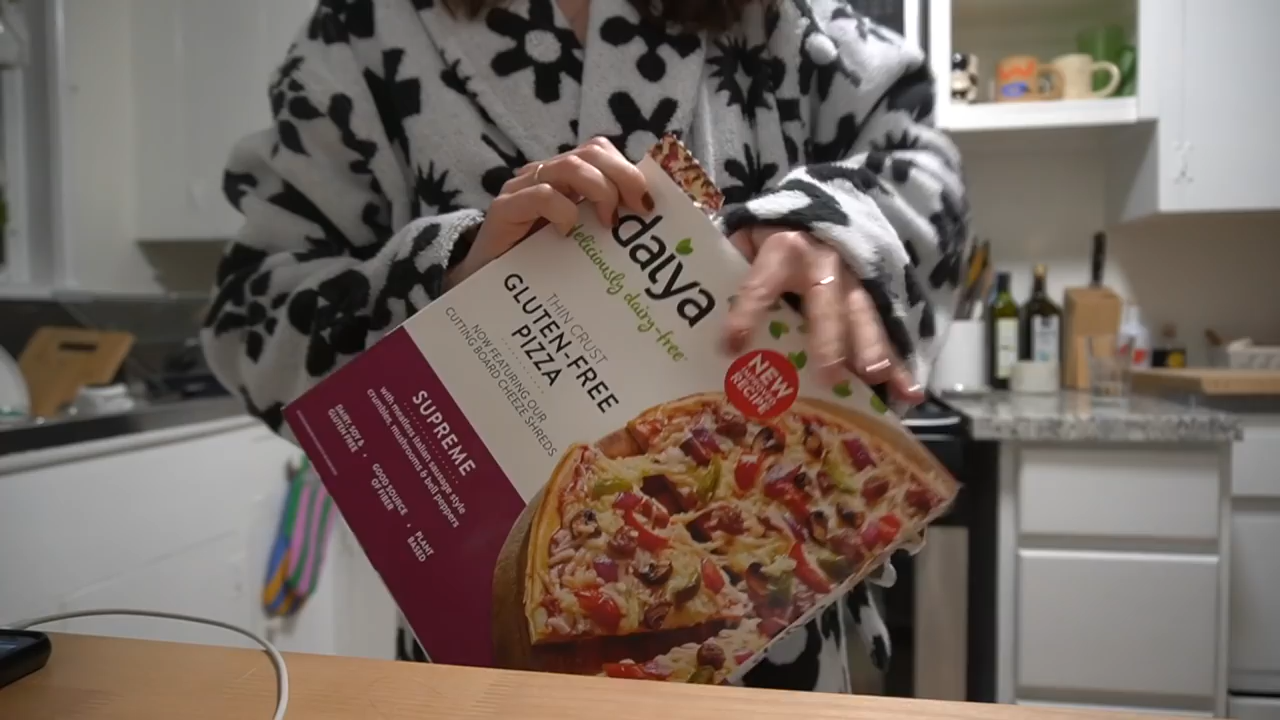 daiya
deliciously dairy-free
THIN CRUST
GLUTEN-FREE
PIZZA
NOW FEATURING OUR
CUTTING BOARD CHEEZE SHREDS
NEW
IMPROVED
RECIPE
SUPREME
with meatless italian sausage style
crumbles, mushrooms & bell peppers
DAIRY, SOY &
GLUTEN FREE
GOOD SOURCE
OF FIBER
PLANT
BASED